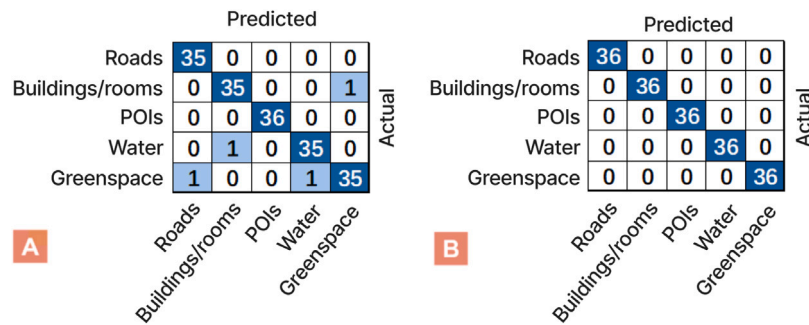 Predicted
Roads 35 0 0 0 0
Buildings/rooms 0 35 0 0 1
POIs 0 0 36 0 0
Water 0 1 0 35 0
Greenspace 1 0 0 1 35
Actual
Roads
Buildings/rooms
POIs
Water
Greenspace
A
Predicted
Roads 36 0 0 0 0
Buildings/rooms 0 36 0 0 0
POIs 0 0 36 0 0
Water 0 0 0 36 0
Greenspace 0 0 0 0 36
Actual
Roads
Buildings/rooms
POIs
Water
Greenspace
B